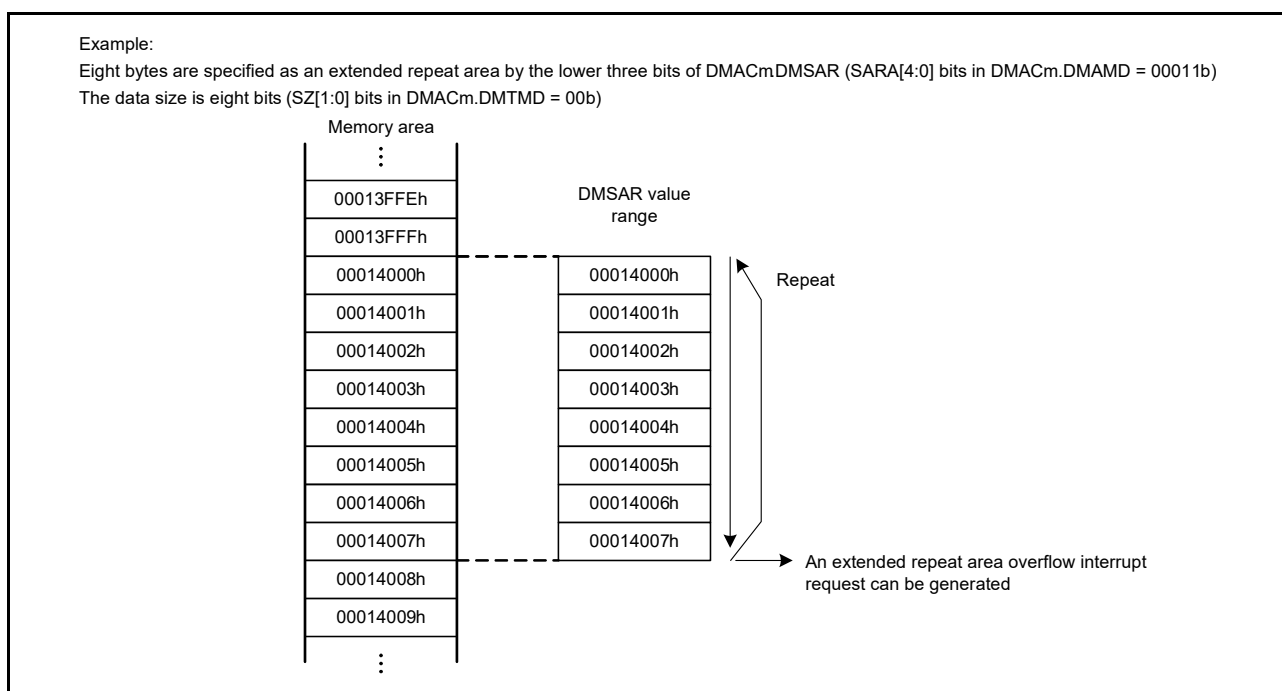 Example:
Eight bytes are specified as an extended repeat area by the lower three bits of DMACmDMSAR (SARA[4:0] bits in DMACm.DMAMD = 00011b)
The data size is eight bits (SZ[1:0] bits in DMACm.DMTMD = 00b)
Memory area
⋮
00013FFEh
00013FFFh
00014000h
00014001h
00014002h
00014003h
00014004h
00014005h
00014006h
00014007h
00014008h
00014009h
⋮
DMSAR value
range
00014000h
00014001h
00014002h
00014003h
00014004h
00014005h
00014006h
00014007h
Repeat
An extended repeat area overflow interrupt
request can be generated